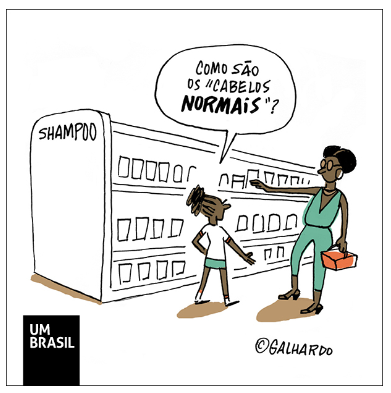 COMO SÃO
OS "CABELOS
NORMAIS"?
SHAMPOO
UM
BRASIL
©GALHARDO